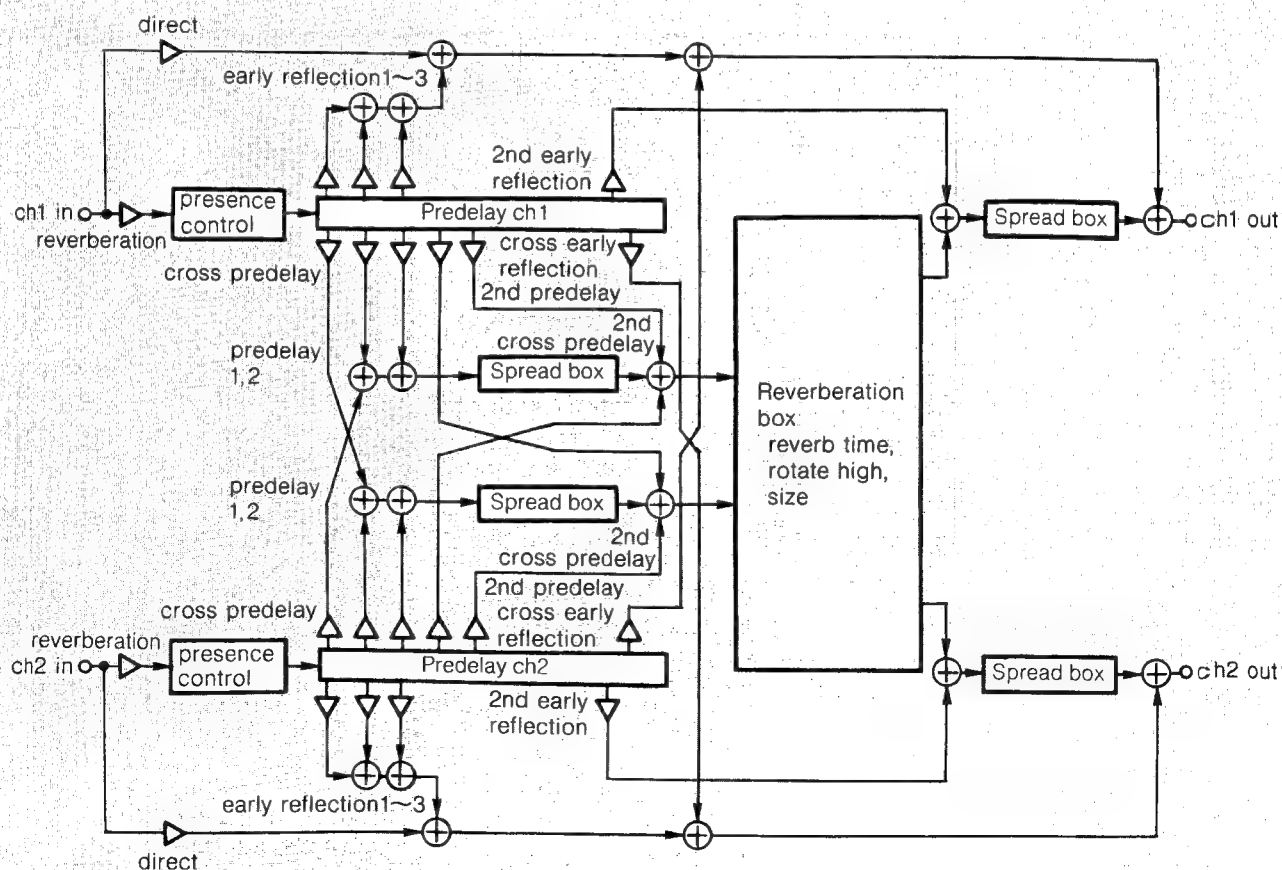 direct
early reflection1～3
2nd early
reflection
ch1 in
reverberation
presence
control
Predelay ch1
Spread box
ch1 out
cross predelay
cross early
reflection
2nd predelay
2nd
cross predelay
predelay
1,2
Spread box
Reverberation
box
reverb time,
rotate high,
size
predelay
1,2
Spread box
2nd
cross predelay
2nd predelay
cross predelay
cross early
reflection
reverberation
ch2 in
presence
control
Predelay ch2
Spread box
ch2 out
2nd early
reflection
early reflection1～3
direct